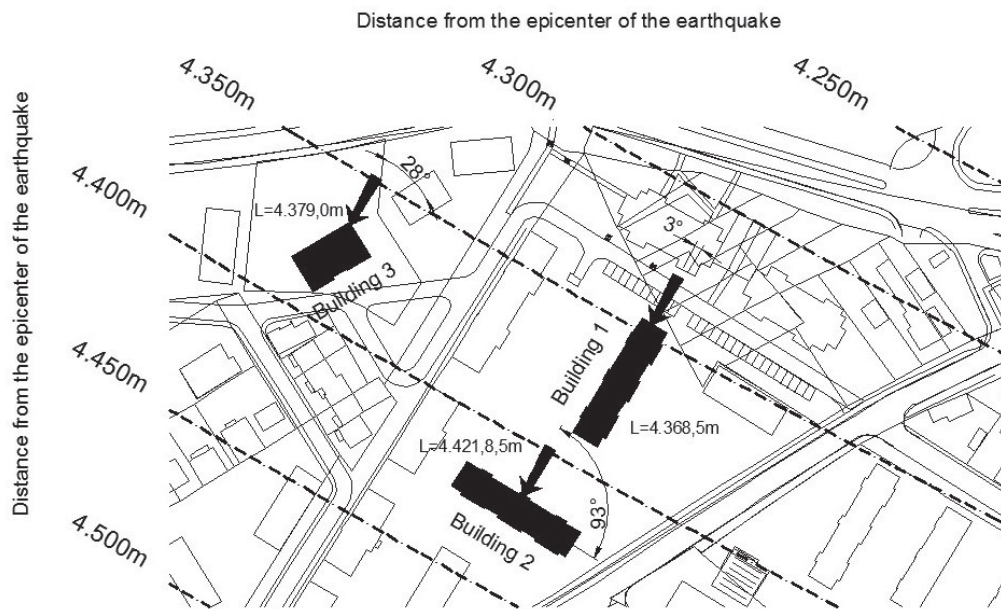 Distance from the epicenter of the earthquake
4.350m
4.300m
4.250m
Distance from the epicenter of the earthquake
4.400m
28°
L=4.379,0m
3°
Building 3
Building 1
4.450m
L=4.368,5m
L=4.421,8,5m
93°
Building 2
4.500m